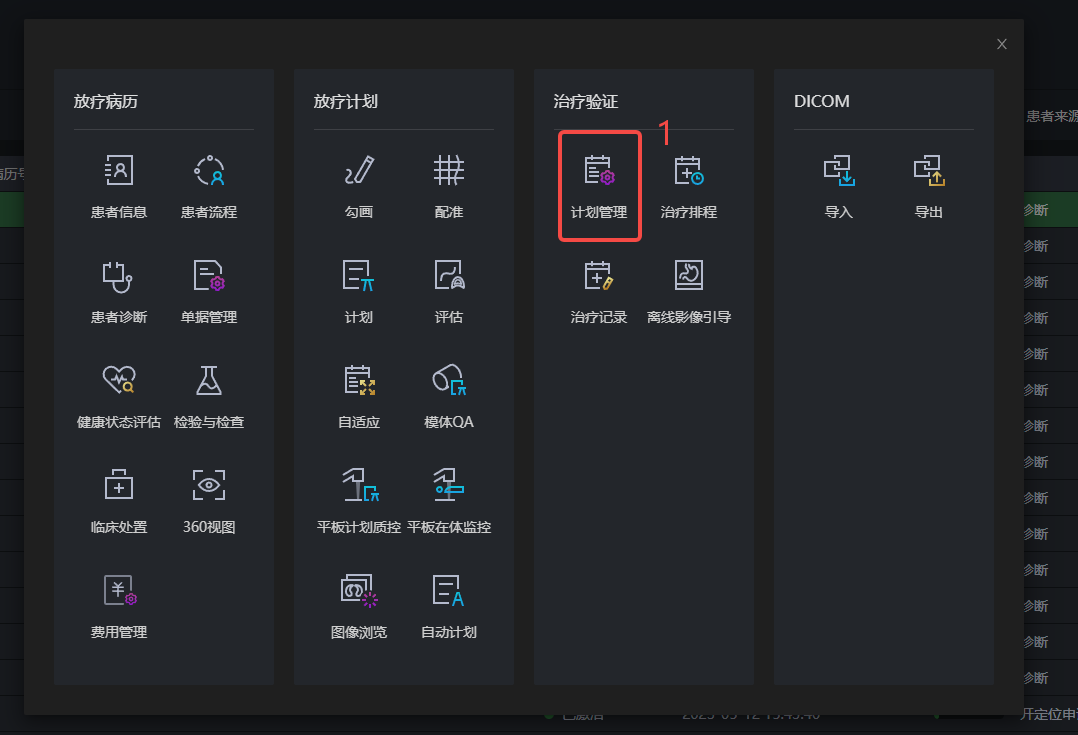 X
放疗病历
患者信息 患者流程
患者诊断 单据管理
健康状态评估 检验与检查
临床处置 360视图
费用管理
放疗计划
勾画 配准
计划 评估
自适应 模体QA
平板计划质控 平板在体监控
图像浏览 自动计划
治疗验证
1
计划管理 治疗排程
治疗记录 离线影像引导
DICOM
导入 导出
患者来源
病历号
诊断
诊断
诊断
诊断
诊断
诊断
诊断
诊断
诊断
诊断
诊断
诊断
诊断
诊断
开定位申